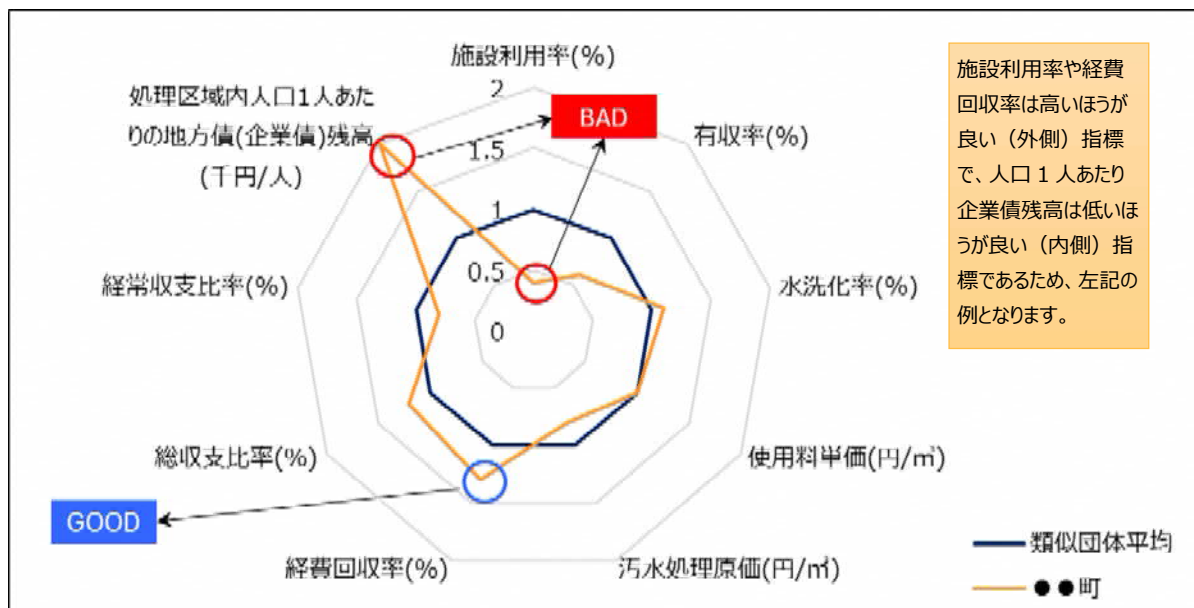 施設利用率(%)
処理区域内人口1人あた
りの地方債(企業債)残高
(千円/人)
2
BAD
有収率(%)
1.5
1
経常収支比率(%)
0.5
水洗化率(%)
0
総収支比率(%)
使用料単価(円/㎡)
GOOD
経費回収率(%)
汚水処理原価(円/㎡)
類似団体平均
●●町
施設利用率や経費
回収率は高いほうが
良い（外側）指標
で、人口 1 人あたり
企業債残高は低いほ
うが良い（内側）指
標であるため、左記の
例となります。